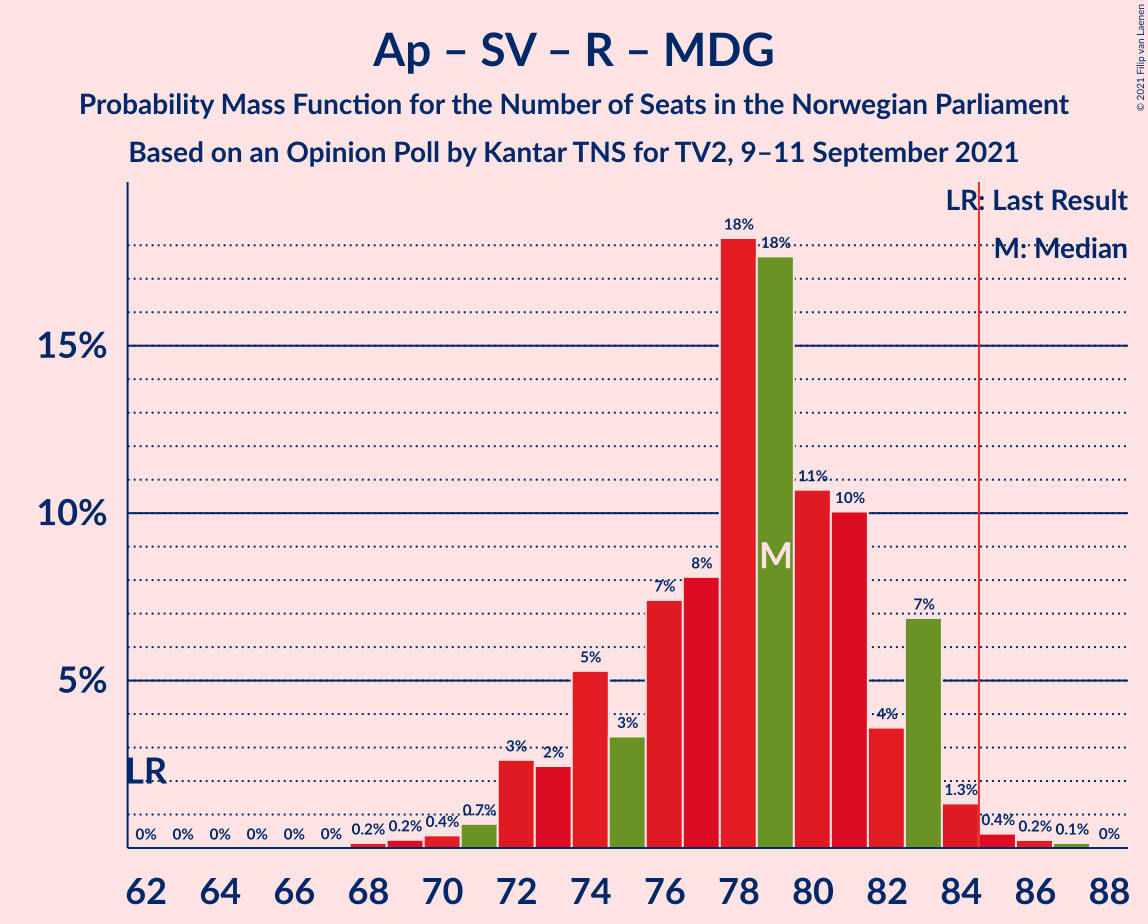 Ap – SV – R – MDG
Probability Mass Function for the Number of Seats in the Norwegian Parliament
Based on an Opinion Poll by Kantar TNS for TV2, 9–11 September 2021
© 2021 Filip van Laenen
LR: Last Result
M: Median
15%
10%
5%
LR
M
0% 0% 0% 0% 0% 0% 0.2% 0.2% 0.4% 0.7% 3% 2% 5% 3% 7% 8% 18% 18% 11% 10% 4% 7% 1.3% 0.4% 0.2% 0.1% 0%
62 64 66 68 70 72 74 76 78 80 82 84 86 88